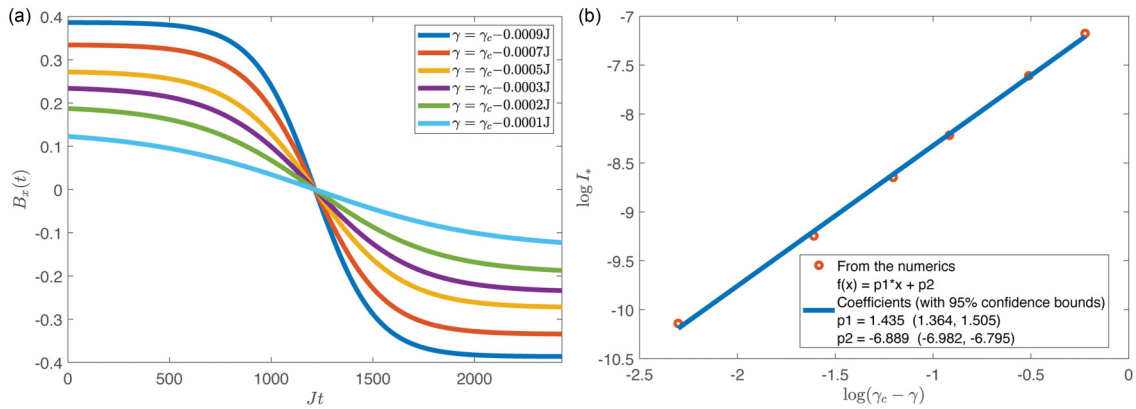 (a)
0.4
0.3
0.2
0.1
0
-0.1
-0.2
-0.3
-0.4
B_x(t)
0
500
1000
1500
2000
Jt
γ = γ_c−0.0009J
γ = γ_c−0.0007J
γ = γ_c−0.0005J
γ = γ_c−0.0003J
γ = γ_c−0.0002J
γ = γ_c−0.0001J
(b)
-7
-7.5
-8
-8.5
-9
-9.5
-10
-10.5
log I_*
-2.5
-2
-1.5
-1
-0.5
0
log(γ_c − γ)
From the numerics
f(x) = p1*x + p2
Coefficients (with 95% confidence bounds)
p1 = 1.435 (1.364, 1.505)
p2 = -6.889 (-6.982, -6.795)